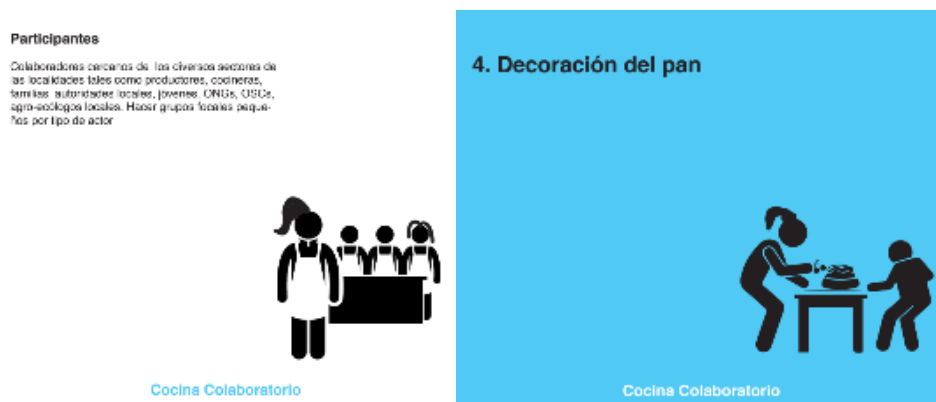 Participantes
Colaboradores cercanos de los diversos sectores de
las localidades tales como productores, cocineras,
familias, autoridades locales, jóvenes, ONGs, OSCs,
agro-ecólogos locales. Hacer grupos focales peque-
ños por tipo de actor
Cocina Colaboratorio
4. Decoración del pan
Cocina Colaboratorio